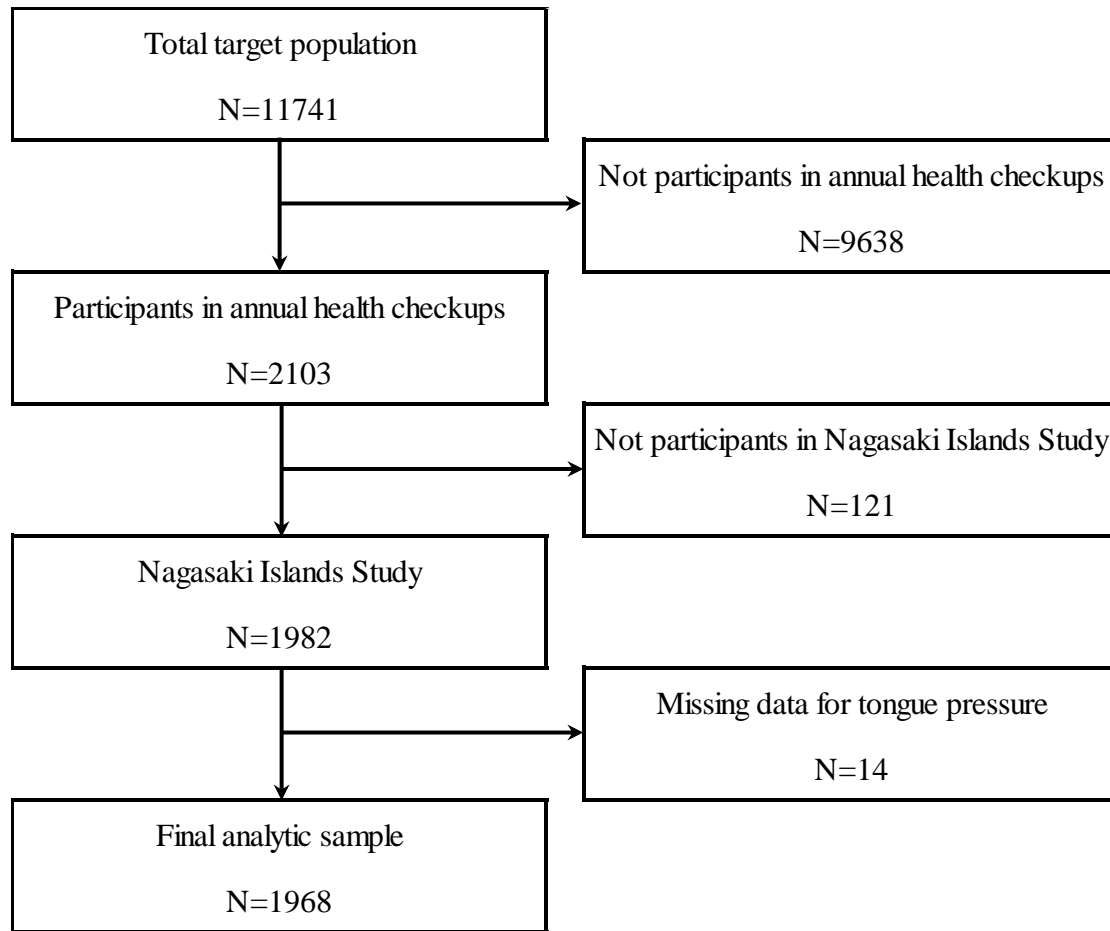 Total target population
N=11741
Not participants in annual health checkups
N=9638
Participants in annual health checkups
N=2103
Not participants in Nagasaki Islands Study
N=121
Nagasaki Islands Study
N=1982
Missing data for tongue pressure
N=14
Final analytic sample
N=1968